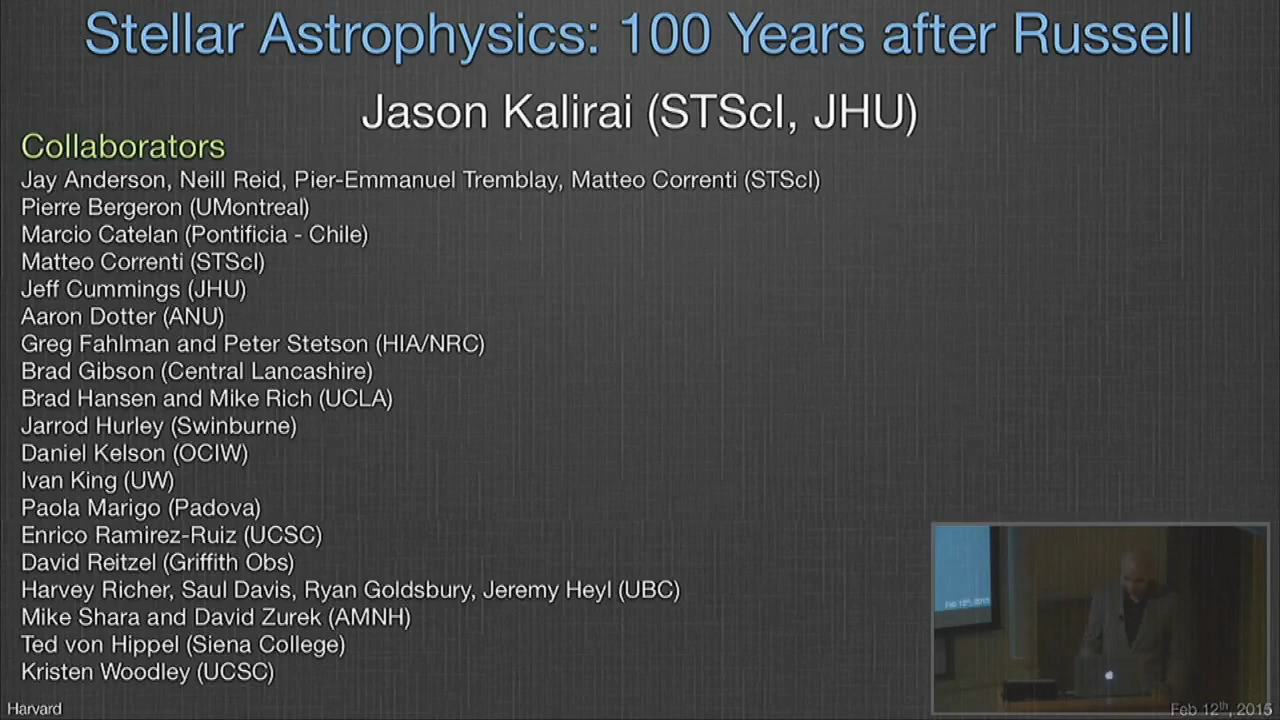 Stellar Astrophysics: 100 Years after Russell
Jason Kalirai (STScI, JHU)
Collaborators
Jay Anderson, Neill Reid, Pier-Emmanuel Tremblay, Matteo Correnti (STScI)
Pierre Bergeron (UMontreal)
Marcio Catelan (Pontificia - Chile)
Matteo Correnti (STScI)
Jeff Cummings (JHU)
Aaron Dotter (ANU)
Greg Fahlman and Peter Stetson (HIA/NRC)
Brad Gibson (Central Lancashire)
Brad Hansen and Mike Rich (UCLA)
Jarrod Hurley (Swinburne)
Daniel Kelson (OCIW)
Ivan King (UW)
Paola Marigo (Padova)
Enrico Ramirez-Ruiz (UCSC)
David Reitzel (Griffith Obs)
Harvey Richer, Saul Davis, Ryan Goldsbury, Jeremy Heyl (UBC)
Mike Shara and David Zurek (AMNH)
Ted von Hippel (Siena College)
Kristen Woodley (UCSC)
Feb 12th, 2015
Harvard
Feb 12th, 2015